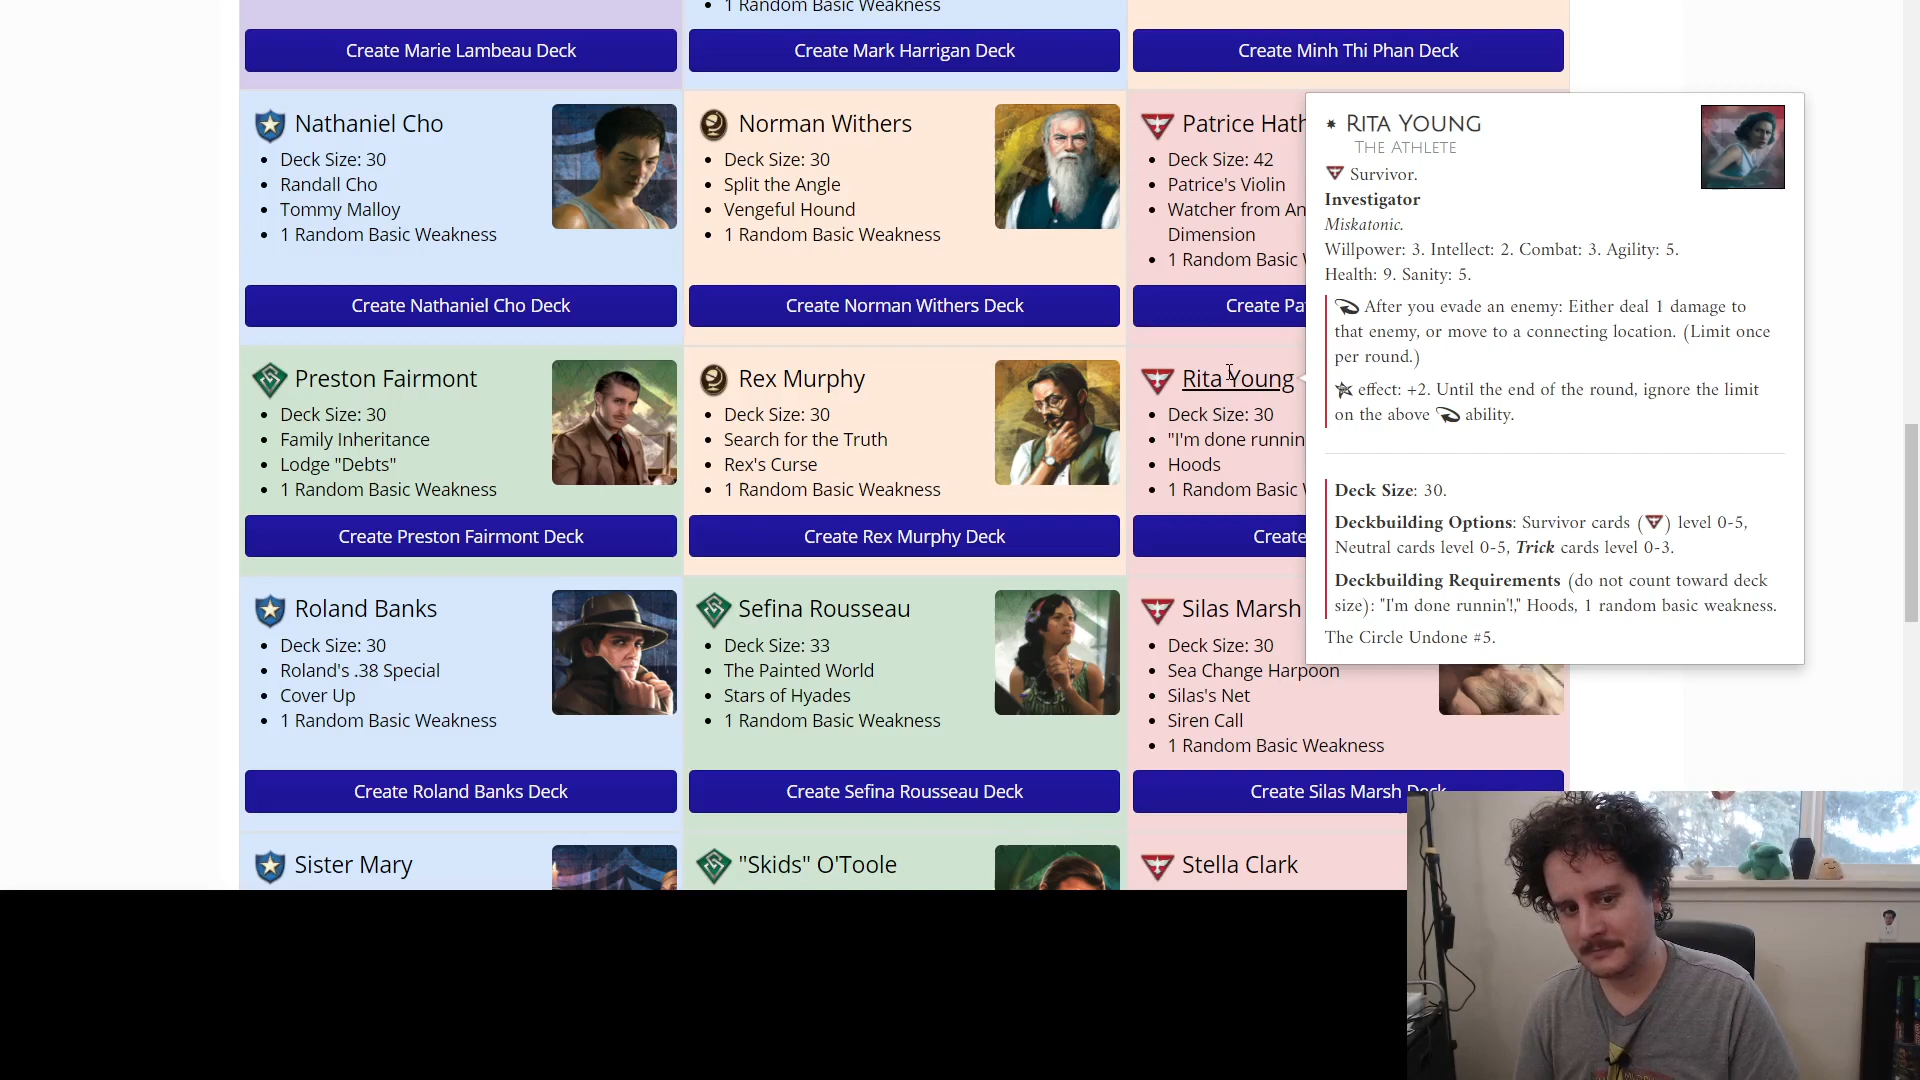 1 Random Basic Weakness
Create Marie Lambeau Deck
Create Mark Harrigan Deck
Create Minh Thi Phan Deck
Nathaniel Cho
Deck Size: 30
Randall Cho
Tommy Malloy
1 Random Basic Weakness
Create Nathaniel Cho Deck
Norman Withers
Deck Size: 30
Split the Angle
Vengeful Hound
1 Random Basic Weakness
Create Norman Withers Deck
Patrice Hath
Deck Size: 42
Patrice's Violin
Watcher from An
Dimension
1 Random Basic
Create Pa
Preston Fairmont
Deck Size: 30
Family Inheritance
Lodge "Debts"
1 Random Basic Weakness
Create Preston Fairmont Deck
Rex Murphy
Deck Size: 30
Search for the Truth
Rex's Curse
1 Random Basic Weakness
Create Rex Murphy Deck
Rita Young
Deck Size: 30
"I'm done runnin
Hoods
1 Random Basic
Create
Roland Banks
Deck Size: 30
Roland's .38 Special
Cover Up
1 Random Basic Weakness
Create Roland Banks Deck
Sefina Rousseau
Deck Size: 33
The Painted World
Stars of Hyades
1 Random Basic Weakness
Create Sefina Rousseau Deck
Silas Marsh
Deck Size: 30
Sea Change Harpoon
Silas's Net
Siren Call
1 Random Basic Weakness
Create Silas Marsh Deck
Sister Mary
"Skids" O'Toole
Stella Clark
RITA YOUNG
THE ATHLETE
Survivor.
Investigator
Miskatonic.
Willpower: 3. Intellect: 2. Combat: 3. Agility: 5.
Health: 9. Sanity: 5.
After you evade an enemy: Either deal 1 damage to
that enemy, or move to a connecting location. (Limit once
per round.)
effect: +2. Until the end of the round, ignore the limit
on the above ability.
Deck Size: 30.
Deckbuilding Options: Survivor cards ( ) level 0-5,
Neutral cards level 0-5, Trick cards level 0-3.
Deckbuilding Requirements (do not count toward deck
size): "I'm done runnin'!," Hoods, 1 random basic weakness.
The Circle Undone #5.